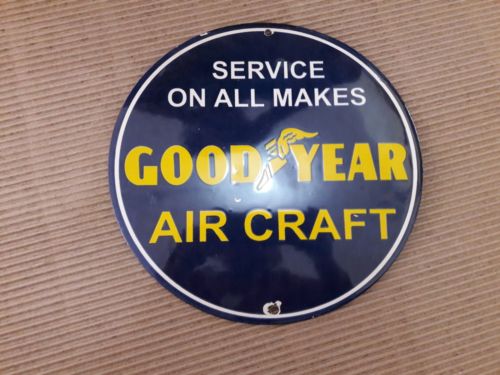 SERVICE
ON ALL MAKES
GOOD YEAR
AIR CRAFT